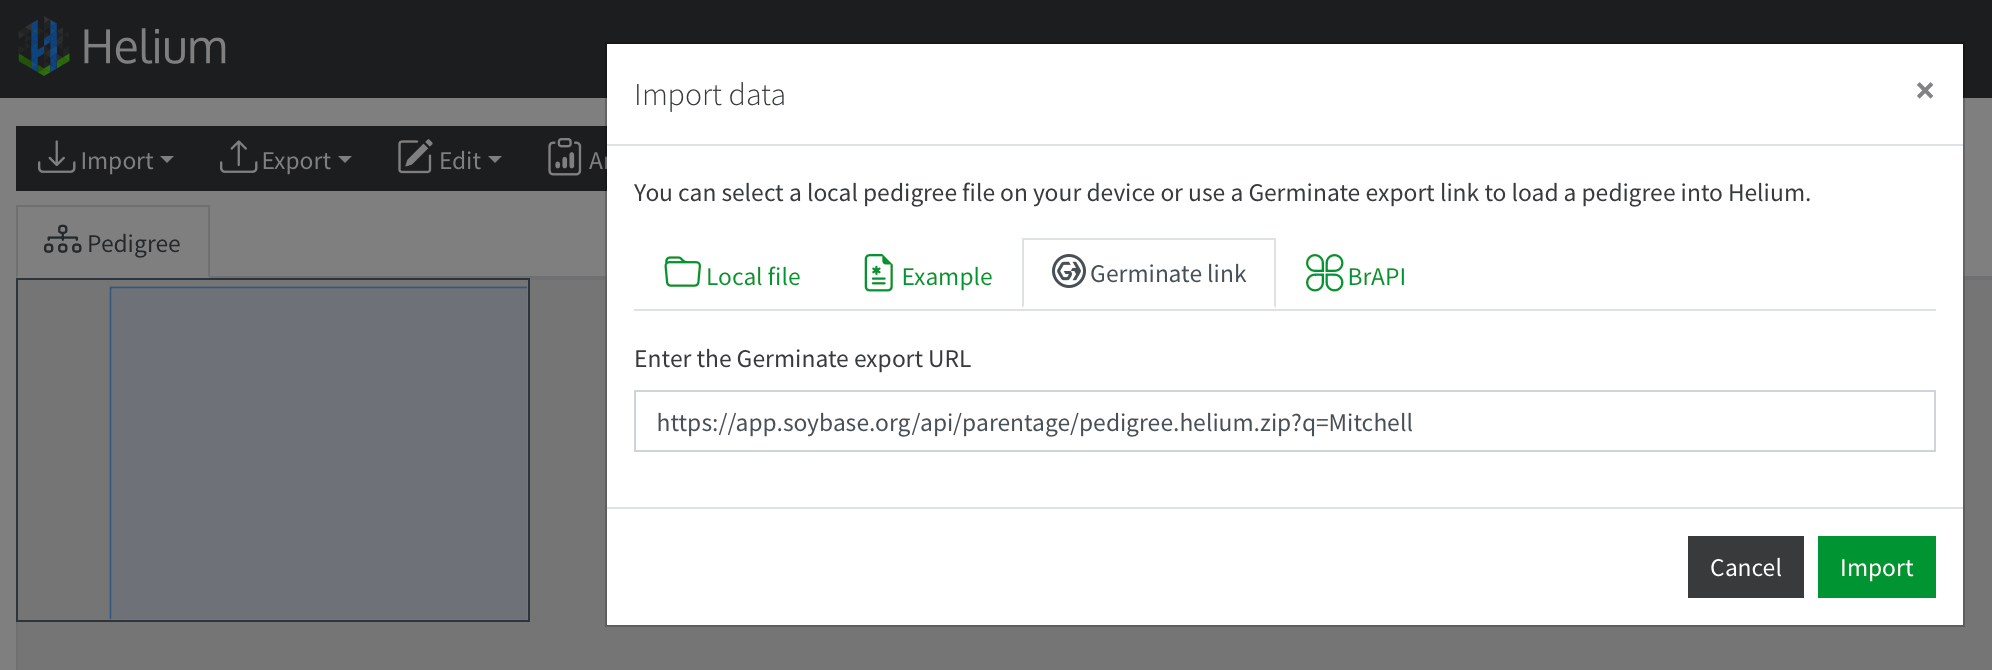 Helium
Import data
×
Import
Export
Edit
You can select a local pedigree file on your device or use a Germinate export link to load a pedigree into Helium.
Pedigree
Local file
Example
Germinate link
BrAPI
Enter the Germinate export URL
https://app.soybase.org/api/parentage/pedigree.helium.zip?q=Mitchell
Cancel
Import